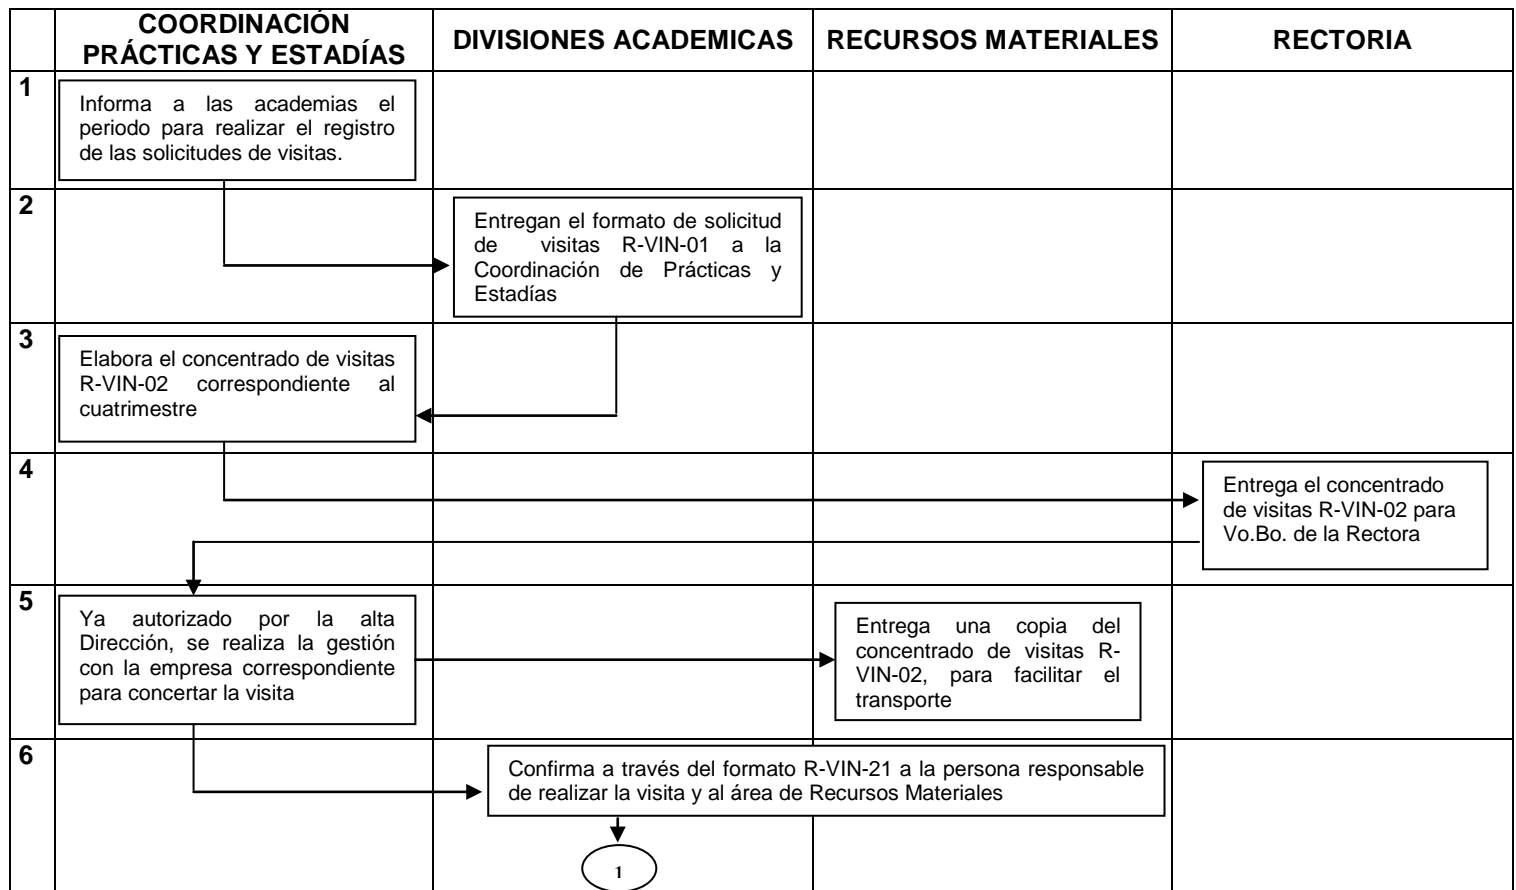 COORDINACIÓN
PRÁCTICAS Y ESTADÍAS
DIVISIONES ACADEMICAS
RECURSOS MATERIALES
RECTORIA
1
Informa a las academias el
periodo para realizar el registro
de las solicitudes de visitas.
2
Entregan el formato de solicitud
de visitas R-VIN-01 a la
Coordinación de Prácticas y
Estadías
3
Elabora el concentrado de visitas
R-VIN-02 correspondiente al
cuatrimestre
4
Entrega el concentrado
de visitas R-VIN-02 para
Vo.Bo. de la Rectora
5
Ya autorizado por la alta
Dirección, se realiza la gestión
con la empresa correspondiente
para concertar la visita
Entrega una copia del
concentrado de visitas R-
VIN-02, para facilitar el
transporte
6
Confirma a través del formato R-VIN-21 a la persona responsable
de realizar la visita y al área de Recursos Materiales
1